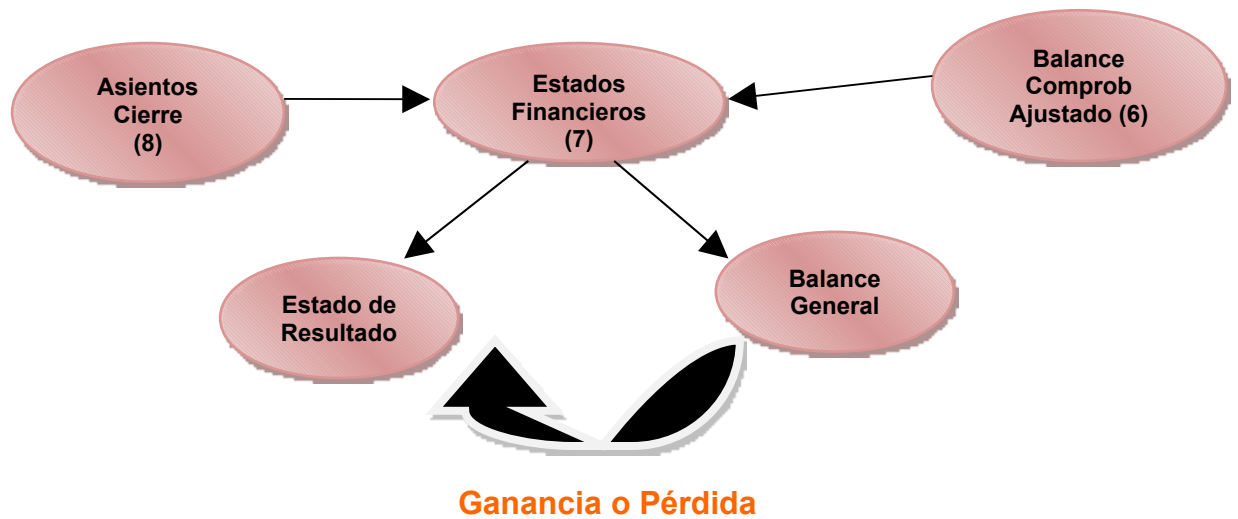 Asientos
Cierre
(8)
Estados
Financieros
(7)
Balance
Comprob
Ajustado (6)
Estado de
Resultado
Balance
General
Ganancia o Pérdida